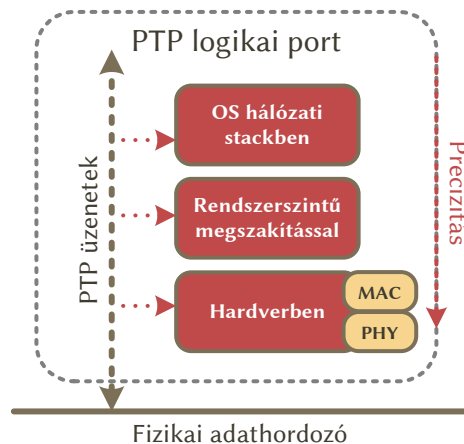 PTP logikai port
OS hálózati
stackben
Rendszerszintű
megszakítással
Hardverben
MAC
PHY
PTP üzenetek
Precizitás
Fizikai adathordozó